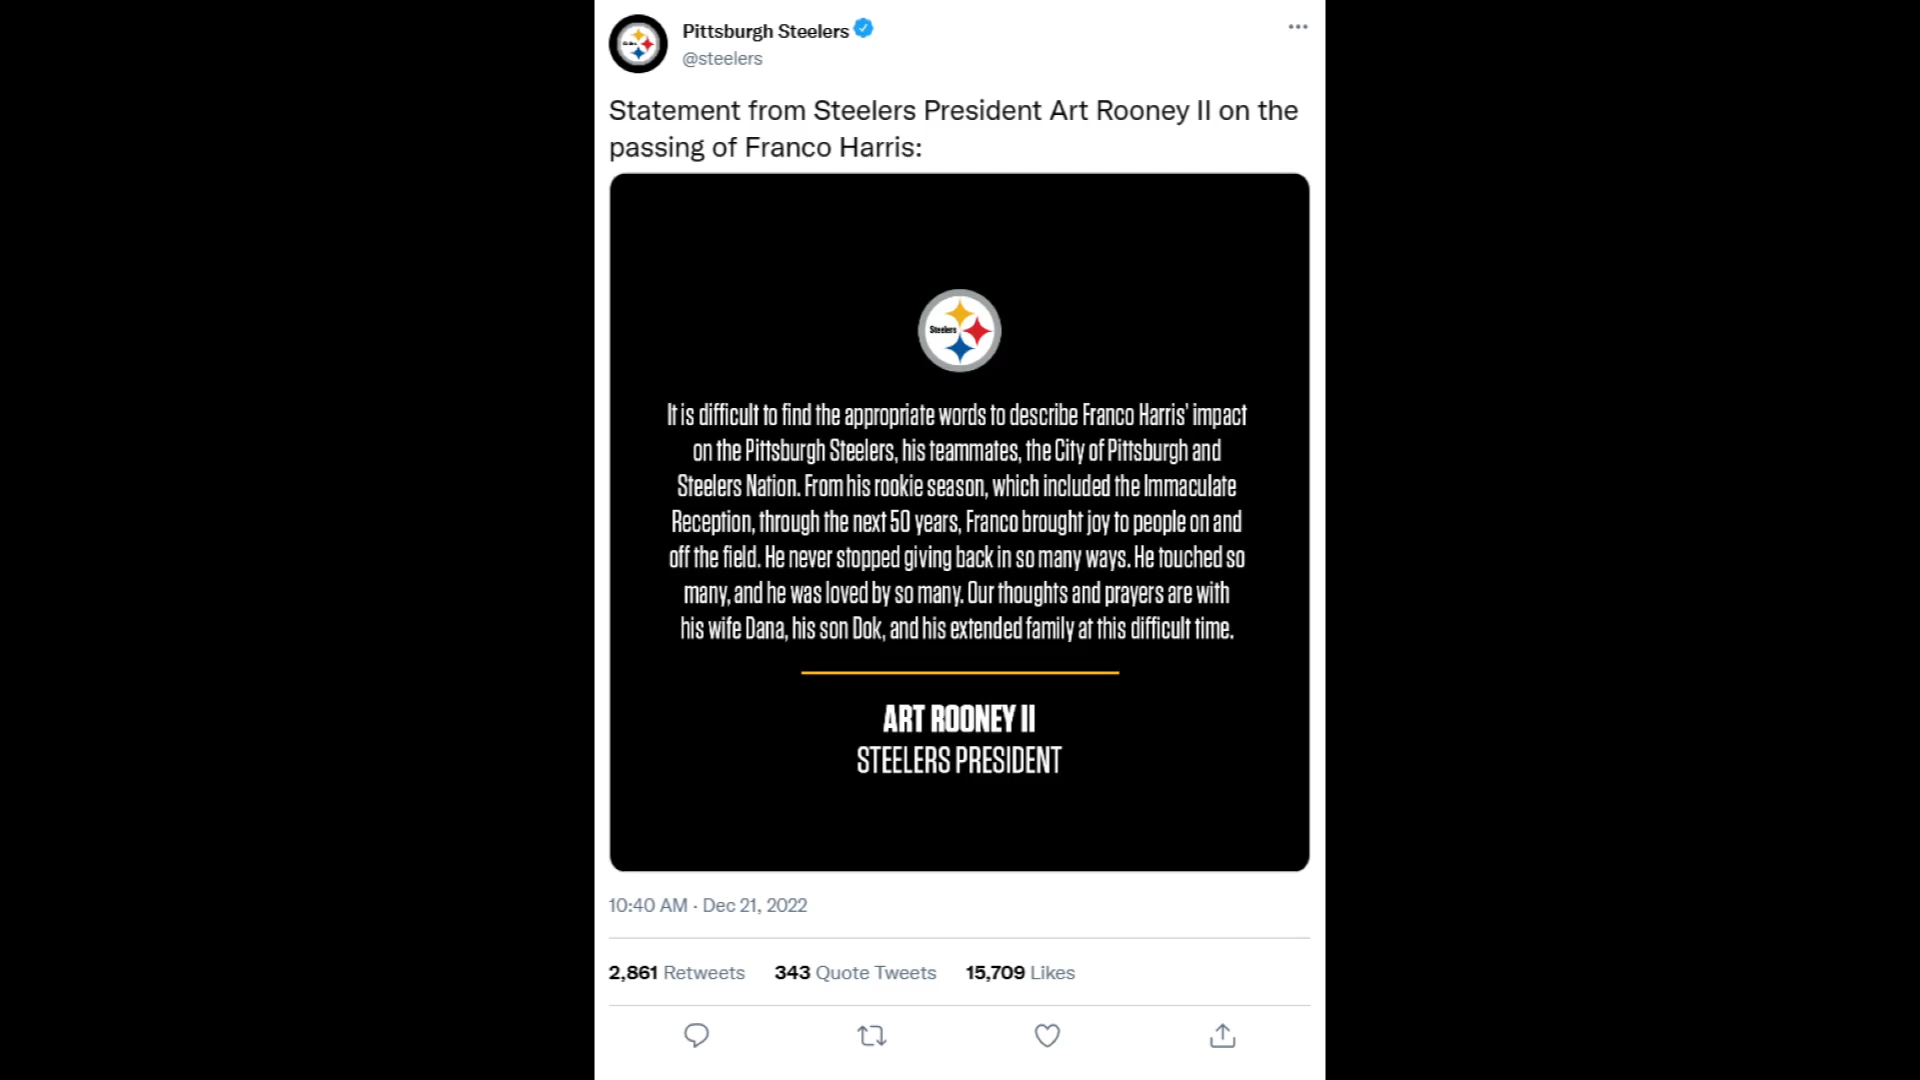 Pittsburgh Steelers
@steelers
Statement from Steelers President Art Rooney II on the
passing of Franco Harris:
Steelers
It is difficult to find the appropriate words to describe Franco Harris' impact
on the Pittsburgh Steelers, his teammates, the City of Pittsburgh and
Steelers Nation. From his rookie season, which included the Immaculate
Reception, through the next 50 years, Franco brought joy to people on and
off the field. He never stopped giving back in so many ways. He touched so
many, and he was loved by so many. Our thoughts and prayers are with
his wife Dana, his son Dok, and his extended family at this difficult time.
ART ROONEY II
STEELERS PRESIDENT
10:40 AM · Dec 21, 2022
2,861 Retweets 343 Quote Tweets 15,709 Likes